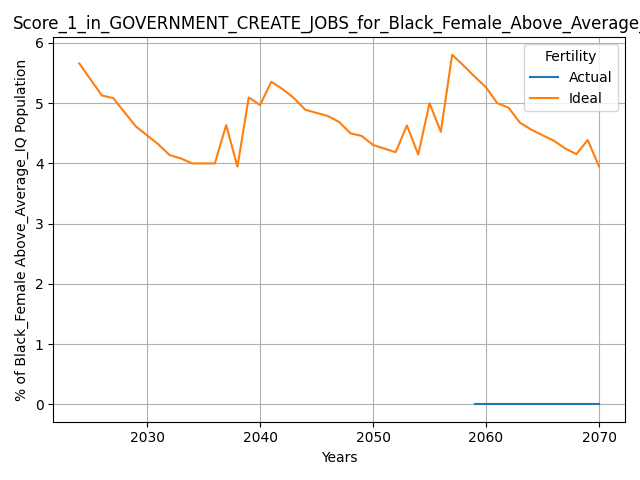 Score_1_in_GOVERNMENT_CREATE_JOBS_for_Black_Female_Above_Average_
% of Black_Female Above_Average_IQ Population
6
5
4
3
2
1
0
Fertility
Actual
Ideal
2030
2040
2050
2060
2070
Years